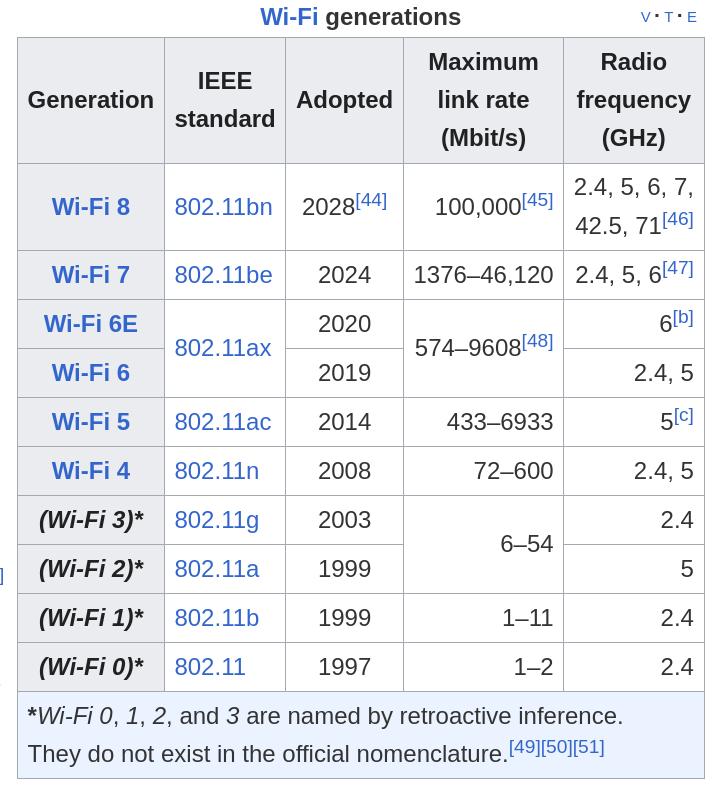 Wi-Fi generations
V · T · E
Generation
IEEE
standard
Adopted
Maximum
link rate
(Mbit/s)
Radio
frequency
(GHz)
Wi-Fi 8
802.11bn
2028[44]
100,000[45]
2.4, 5, 6, 7,
42.5, 71[46]
Wi-Fi 7
802.11be
2024
1376–46,120
2.4, 5, 6[47]
Wi-Fi 6E
802.11ax
2020
574–9608[48]
6[b]
Wi-Fi 6
2019
2.4, 5
Wi-Fi 5
802.11ac
2014
433–6933
5[c]
Wi-Fi 4
802.11n
2008
72–600
2.4, 5
(Wi-Fi 3)*
802.11g
2003
6–54
2.4
(Wi-Fi 2)*
802.11a
1999
5
(Wi-Fi 1)*
802.11b
1999
1–11
2.4
(Wi-Fi 0)*
802.11
1997
1–2
2.4
*Wi-Fi 0, 1, 2, and 3 are named by retroactive inference.
They do not exist in the official nomenclature.[49][50][51]